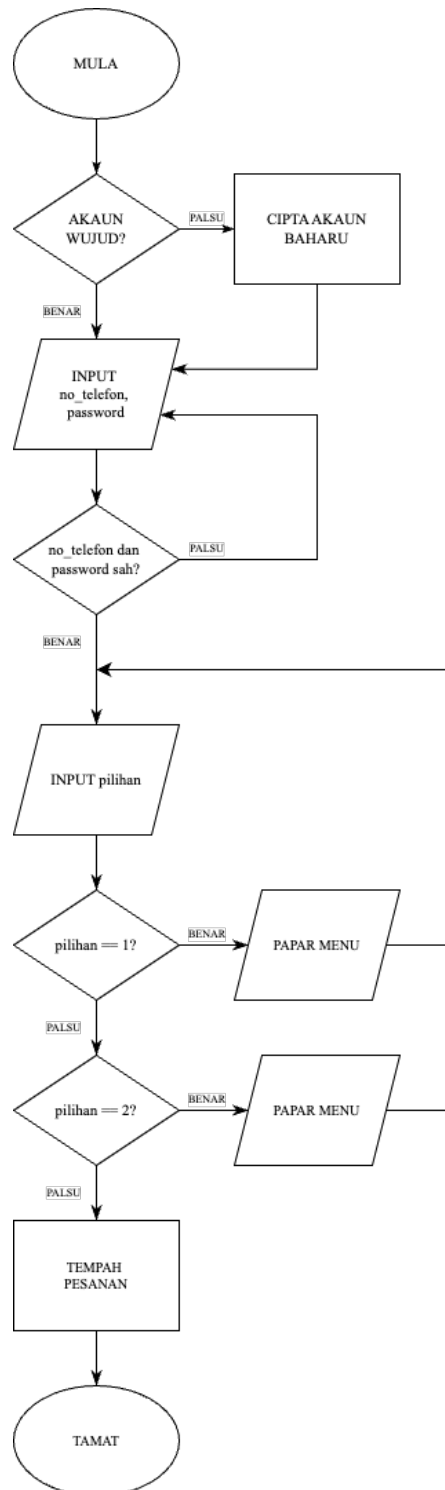 MULA
AKAUN
WUJUD?
PALSU
CIPTA AKAUN
BAHARU
BENAR
INPUT
no_telefon,
password
no_telefon dan
password sah?
PALSU
BENAR
INPUT pilihan
pilihan == 1?
BENAR
PAPAR MENU
PALSU
pilihan == 2?
BENAR
PAPAR MENU
PALSU
TEMPAH
PESANAN
TAMAT